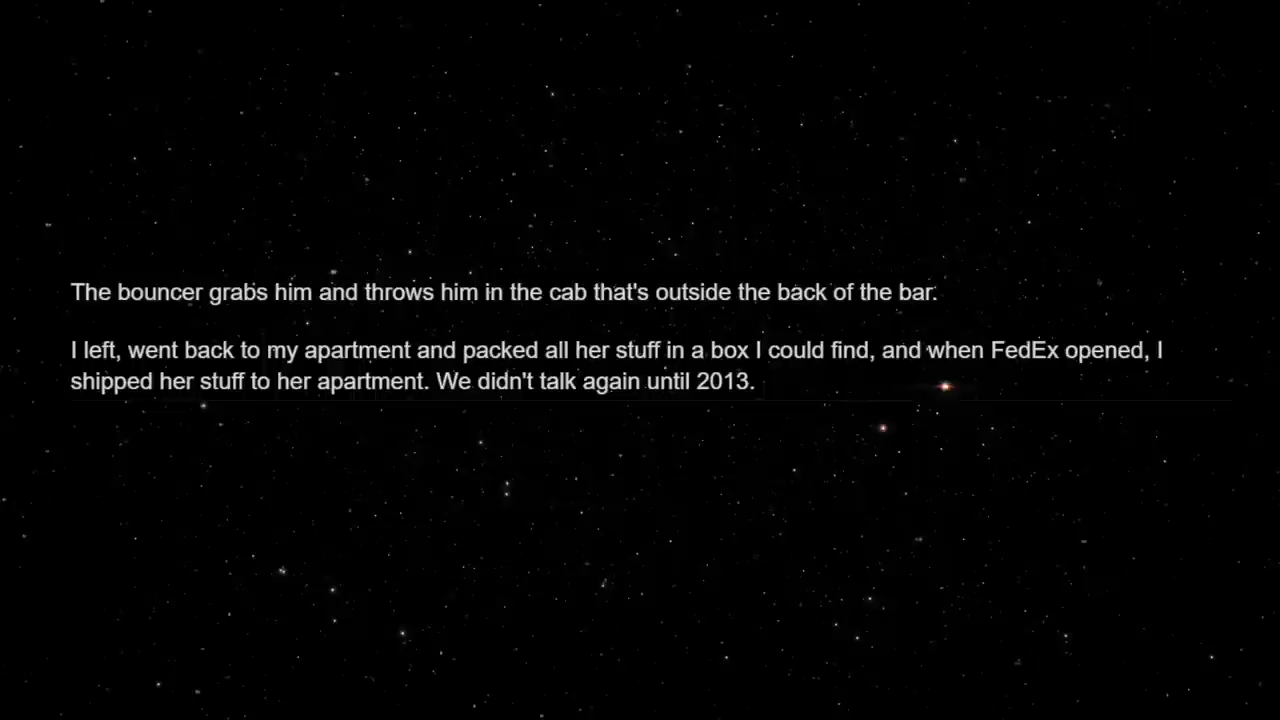 The bouncer grabs him and throws him in the cab that's outside the back of the bar.
I left, went back to my apartment and packed all her stuff in a box I could find, and when FedEx opened, I
shipped her stuff to her apartment. We didn't talk again until 2013.